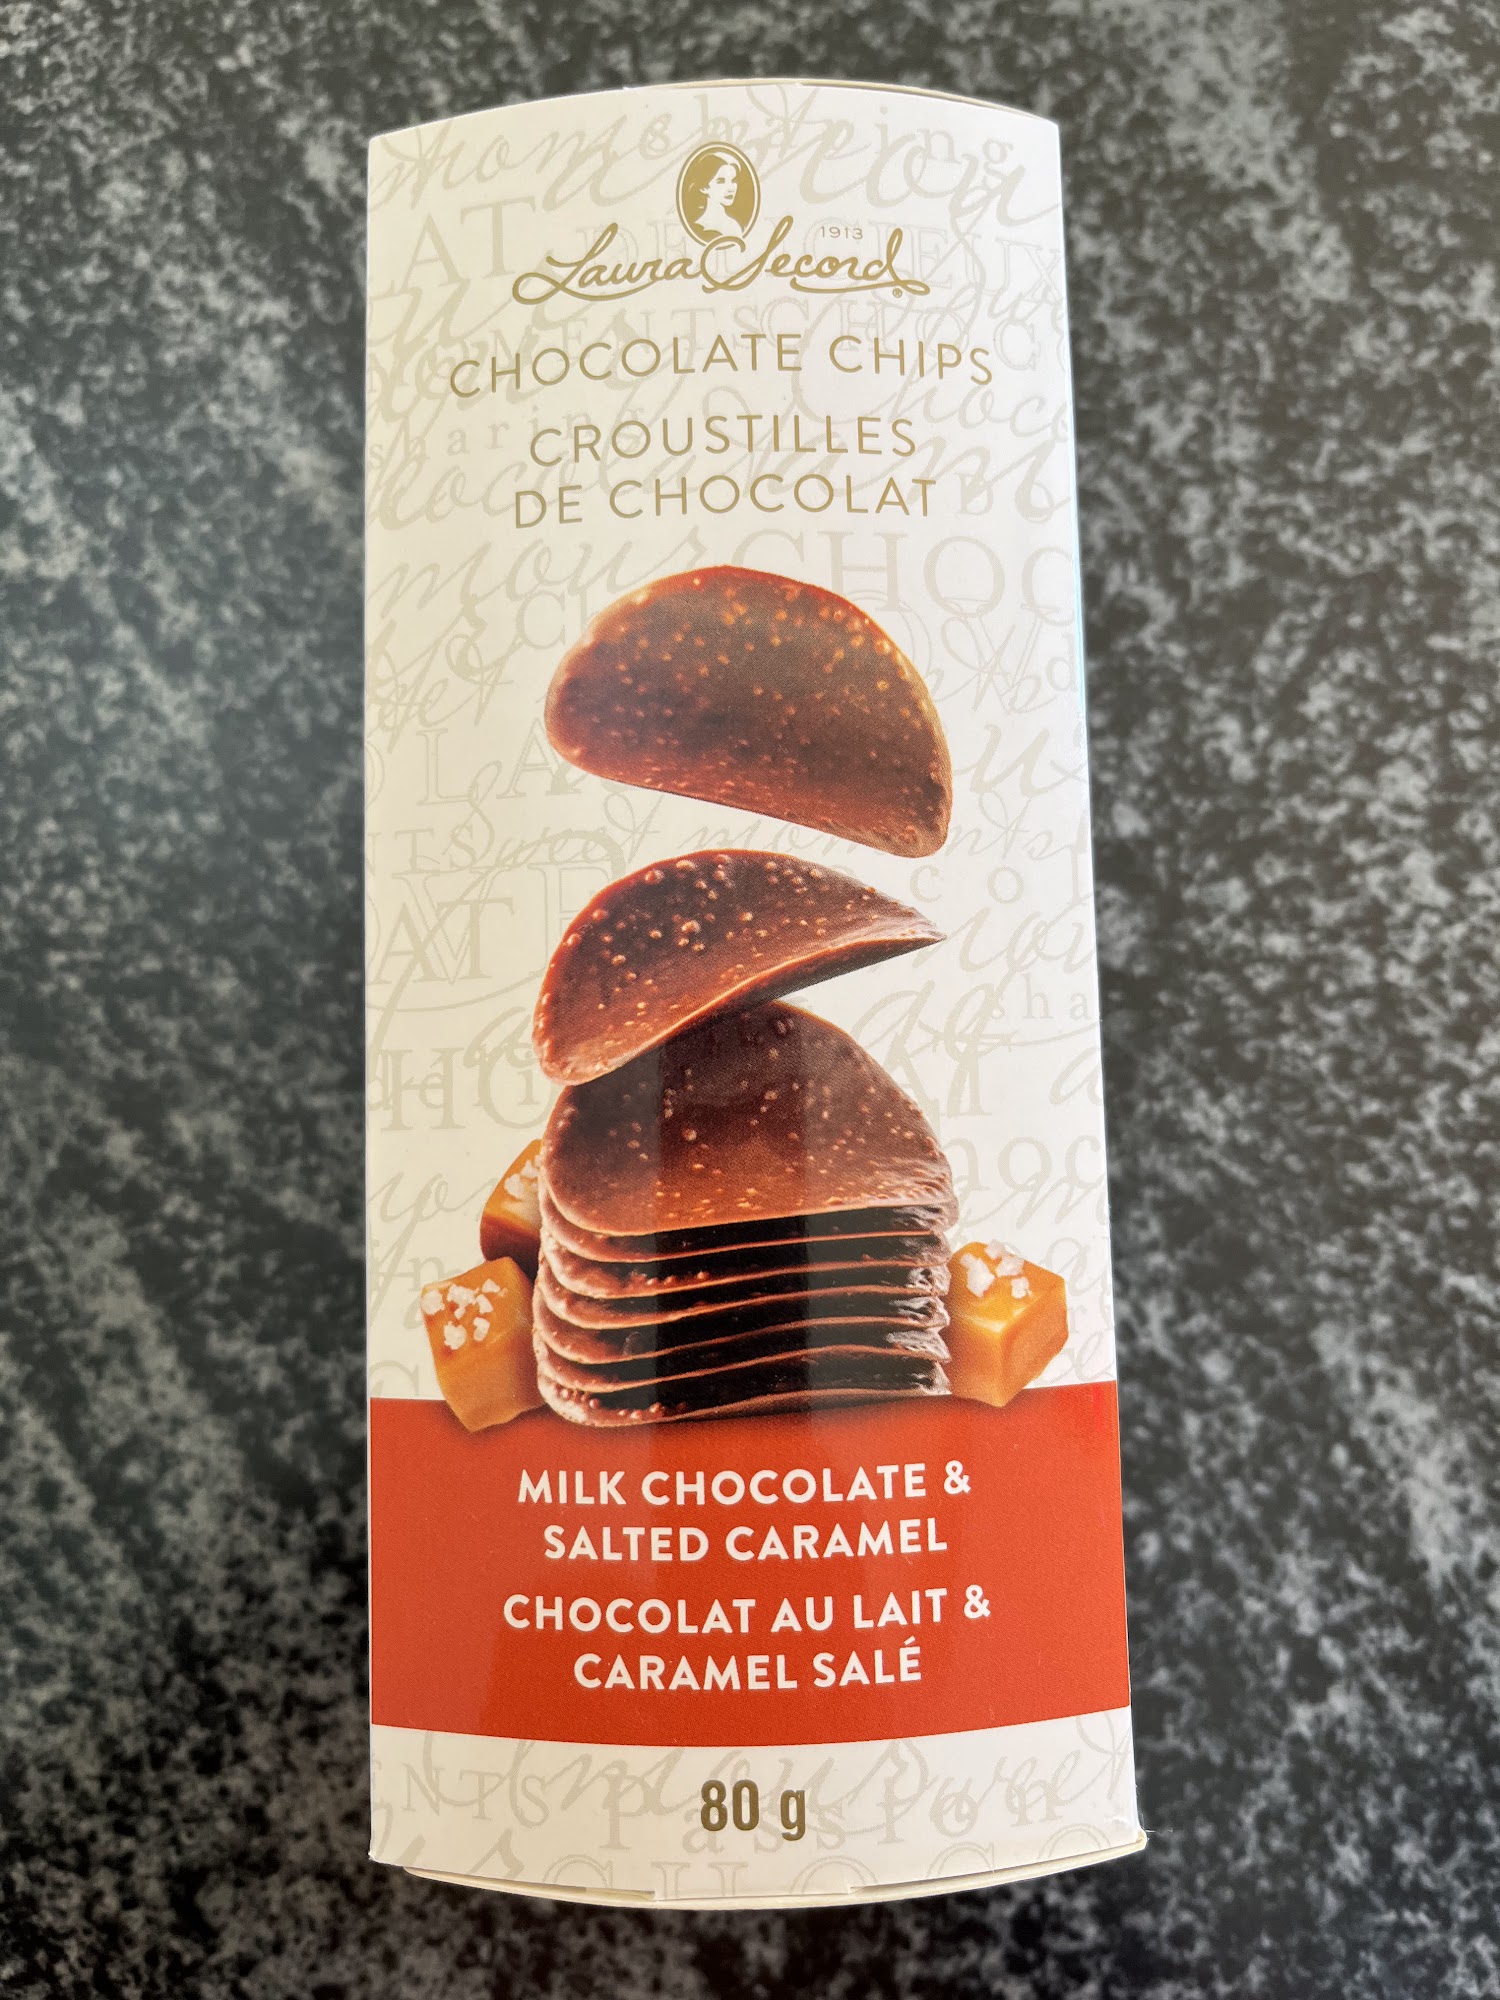 1913
Laura Secord®
CHOCOLATE CHIPS
CROUSTILLES
DE CHOCOLAT
MILK CHOCOLATE &
SALTED CARAMEL
CHOCOLAT AU LAIT &
CARAMEL SALÉ
80 g